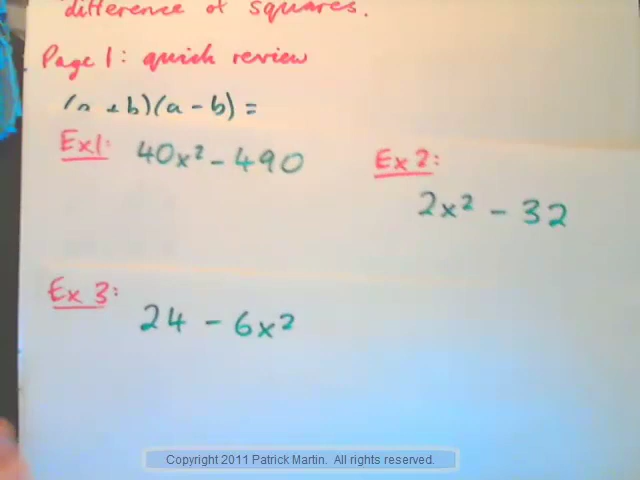 difference of squares.
Page 1: quick review
(a + b)(a - b) =
Ex1:
40x² - 490
Ex 2:
2x² - 32
Ex 3:
24 - 6x²
Copyright 2011 Patrick Martin. All rights reserved.